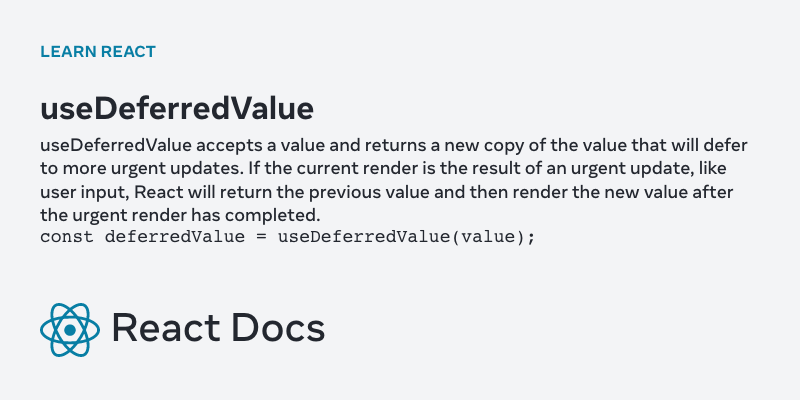 LEARN REACT
useDeferredValue
useDeferredValue accepts a value and returns a new copy of the value that will defer
to more urgent updates. If the current render is the result of an urgent update, like
user input, React will return the previous value and then render the new value after
the urgent render has completed.
const deferredValue = useDeferredValue(value);
React Docs